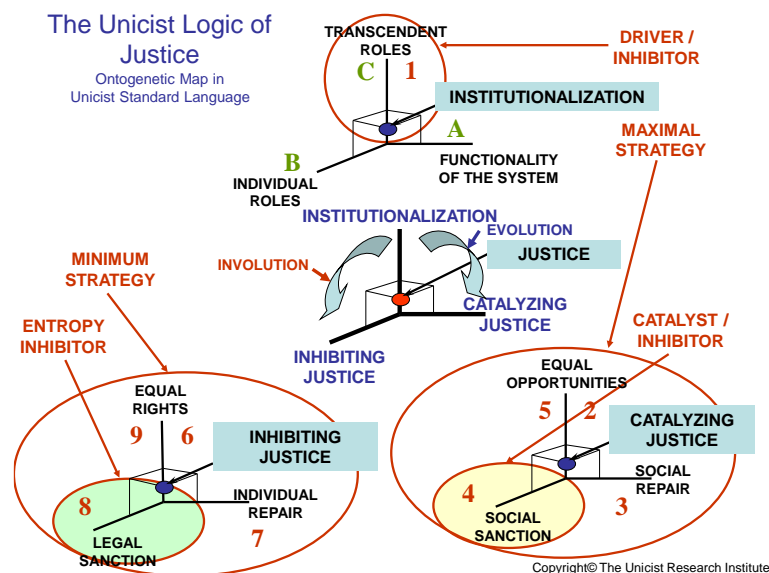 The Unicist Logic of
Justice
Ontogenetic Map in
Unicist Standard Language
TRANSCENDENT
ROLES
C 1
DRIVER /
INHIBITOR
INSTITUTIONALIZATION
A
B
FUNCTIONALITY
OF THE SYSTEM
INDIVIDUAL
ROLES
MAXIMAL
STRATEGY
INSTITUTIONALIZATION
EVOLUTION
INVOLUTION
JUSTICE
CATALYZING
JUSTICE
INHIBITING
JUSTICE
MINIMUM
STRATEGY
ENTROPY
INHIBITOR
CATALYST /
INHIBITOR
EQUAL
RIGHTS
9 6
INHIBITING
JUSTICE
8
INDIVIDUAL
REPAIR
7
LEGAL
SANCTION
EQUAL
OPPORTUNITIES
5 2
CATALYZING
JUSTICE
SOCIAL
REPAIR
4
3
SOCIAL
SANCTION
Copyright© The Unicist Research Institute